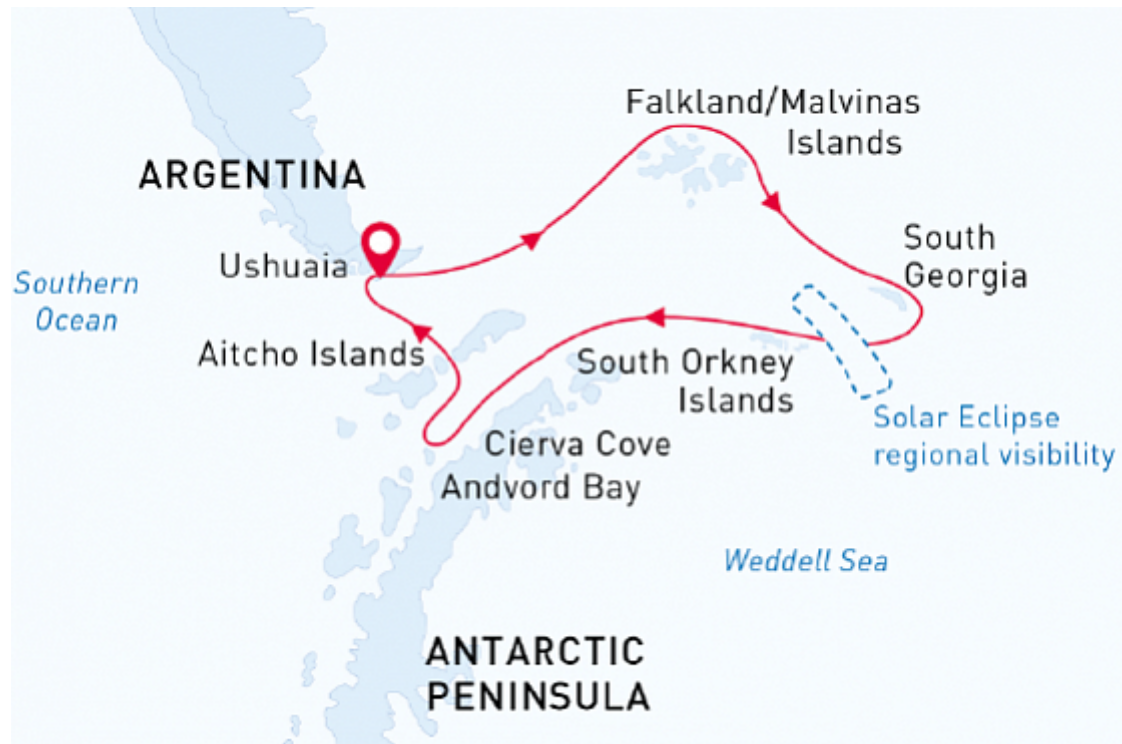 Falkland/Malvinas
Islands
ARGENTINA
Ushuaia
South
Georgia
Southern
Ocean
Aitcho Islands
South Orkney
Islands
Solar Eclipse
regional visibility
Cierva Cove
Andvord Bay
Weddell Sea
ANTARCTIC
PENINSULA